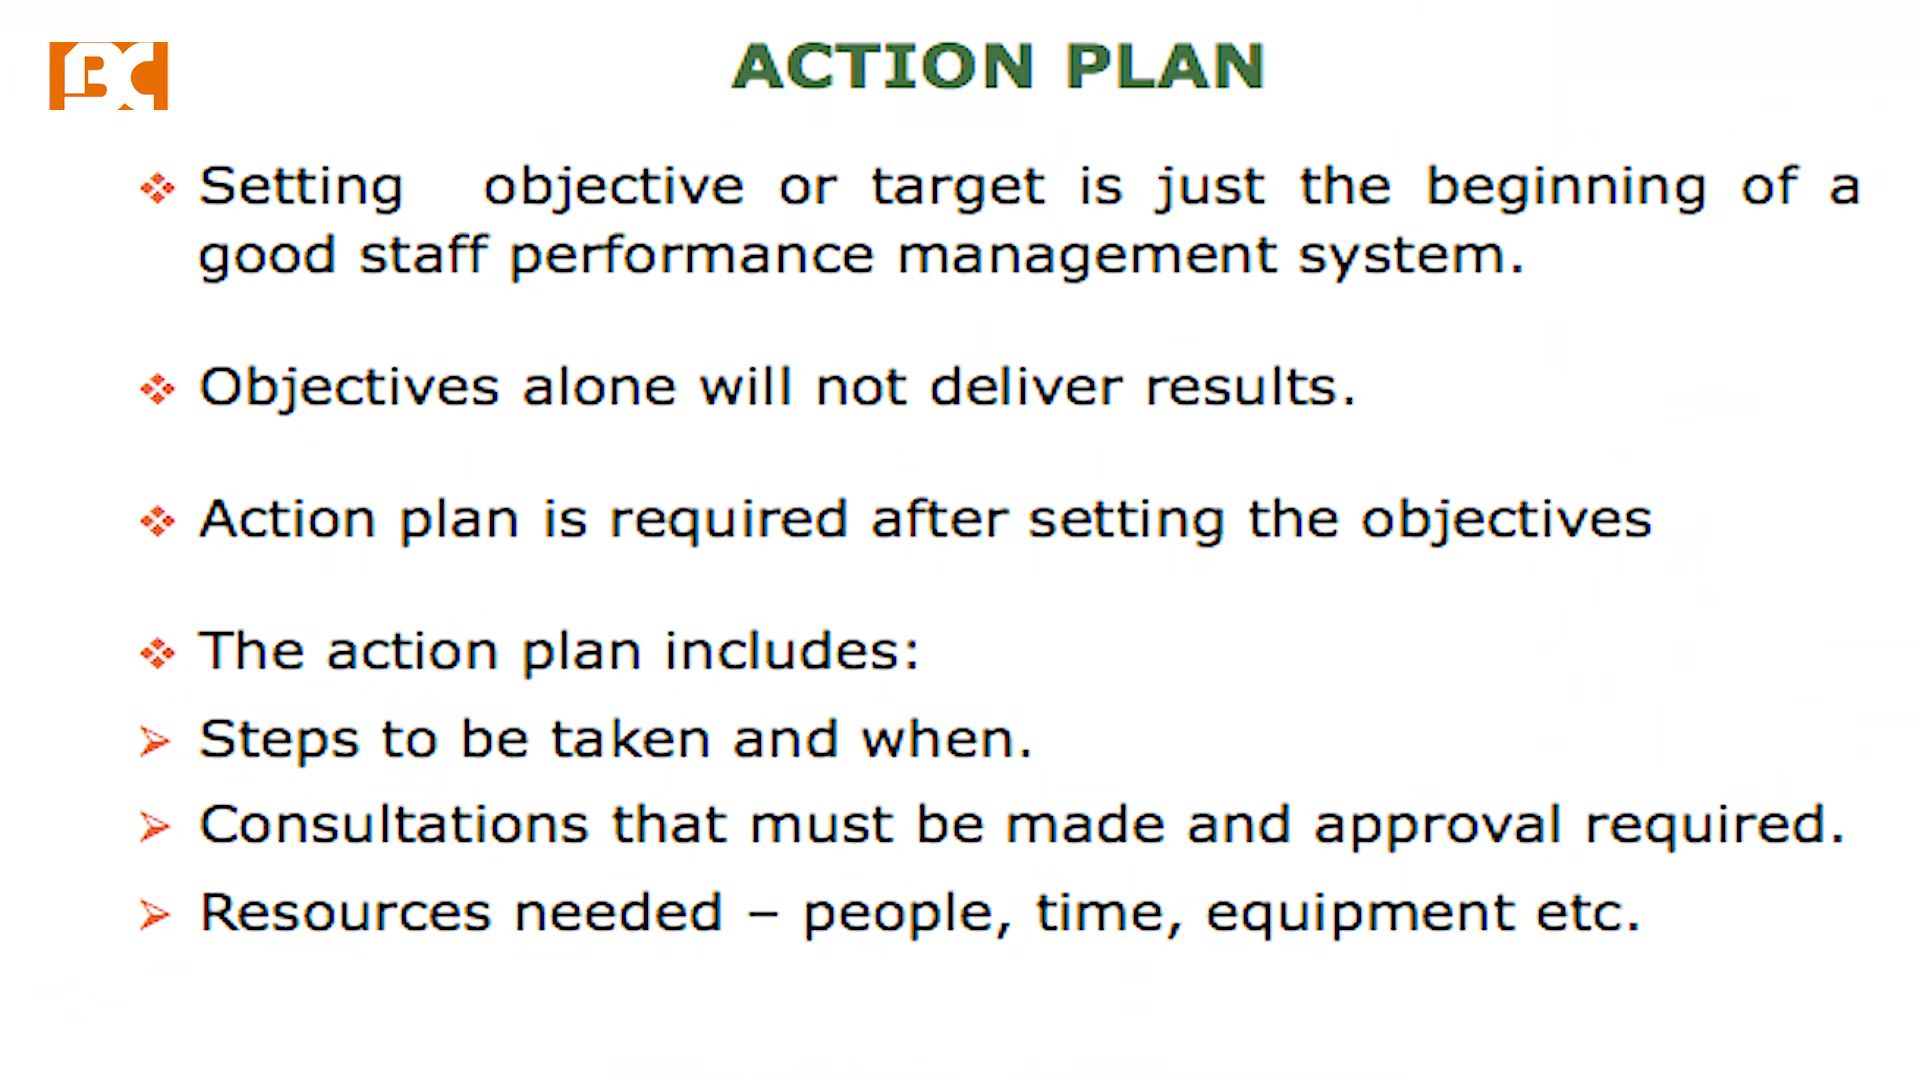 BC
ACTION PLAN
❖ Setting objective or target is just the beginning of a
good staff performance management system.
❖ Objectives alone will not deliver results.
❖ Action plan is required after setting the objectives
❖ The action plan includes:
➢ Steps to be taken and when.
➢ Consultations that must be made and approval required.
➢ Resources needed – people, time, equipment etc.